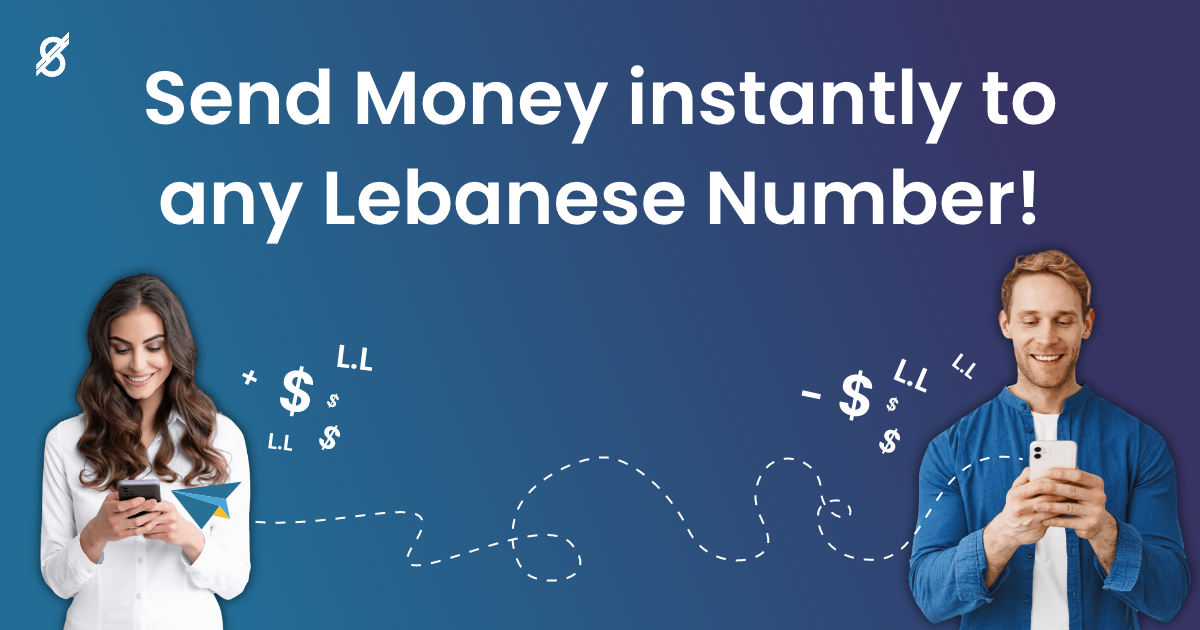 Send Money instantly to
any Lebanese Number!
+ $ L.L
$
L.L $
- $ L.L L.L
$
$